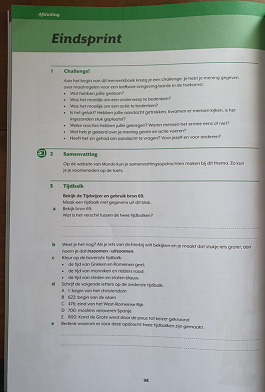 Afsluiting
Eindsprint
1 Challenge!
Aan het begin van dit leerwerkboek kreeg je een challenge. Je hebt je mening gegeven
over maatregelen voor een leefbare omgeving/aarde in de toekomst.
• Wat hebben jullie gedaan?
• Was het moeilijk om een onderwerp te bedenken?
• Was het moeilijk om een actie te bedenken?
• Is het gelukt? Hebben jullie aandacht getrokken, kwamen er mensen kijken, is het
ingezonden stuk geplaatst?
• Welke reacties hebben jullie gekregen? Waren mensen het ermee eens of niet?
• Wat heb je geleerd over je mening geven en actie voeren?
• Heeft het zin gehad om aandacht te vragen? Voor jezelf en voor anderen?
2 Samenvatting
Op de website van Mundo kun je samenvattingsopdrachten maken bij dit thema. Zo kun
je je voorbereiden op de toets.
3 Tijdbalk
Bekijk de Tijdwijzer en gebruik bron 69.
Maak een tijdbalk met gegevens uit dit blok.
a Bekijk bron 69.
Wat is het verschil tussen de twee tijdbalken?
b Weet je het nog? Als je iets van dichterbij wilt bekijken en je maakt dat stukje iets groter, dan
noem je dat inzoomen / uitzoomen.
c Kleur op de bovenste tijdbalk:
• de tijd van Grieken en Romeinen geel;
• de tijd van monniken en ridders rood;
• de tijd van steden en staten blauw.
d Schrijf de volgende letters op de onderste tijdbalk:
A 1: begin van het christendom
B 622: begin van de islam
C 476: eind van het West-Romeinse Rijk
D 700: moslims veroveren Spanje
E 800: Karel de Grote werd door de paus tot keizer gekroond
e Bedenk waarom er voor deze opdracht twee tijdbalken zijn gemaakt.